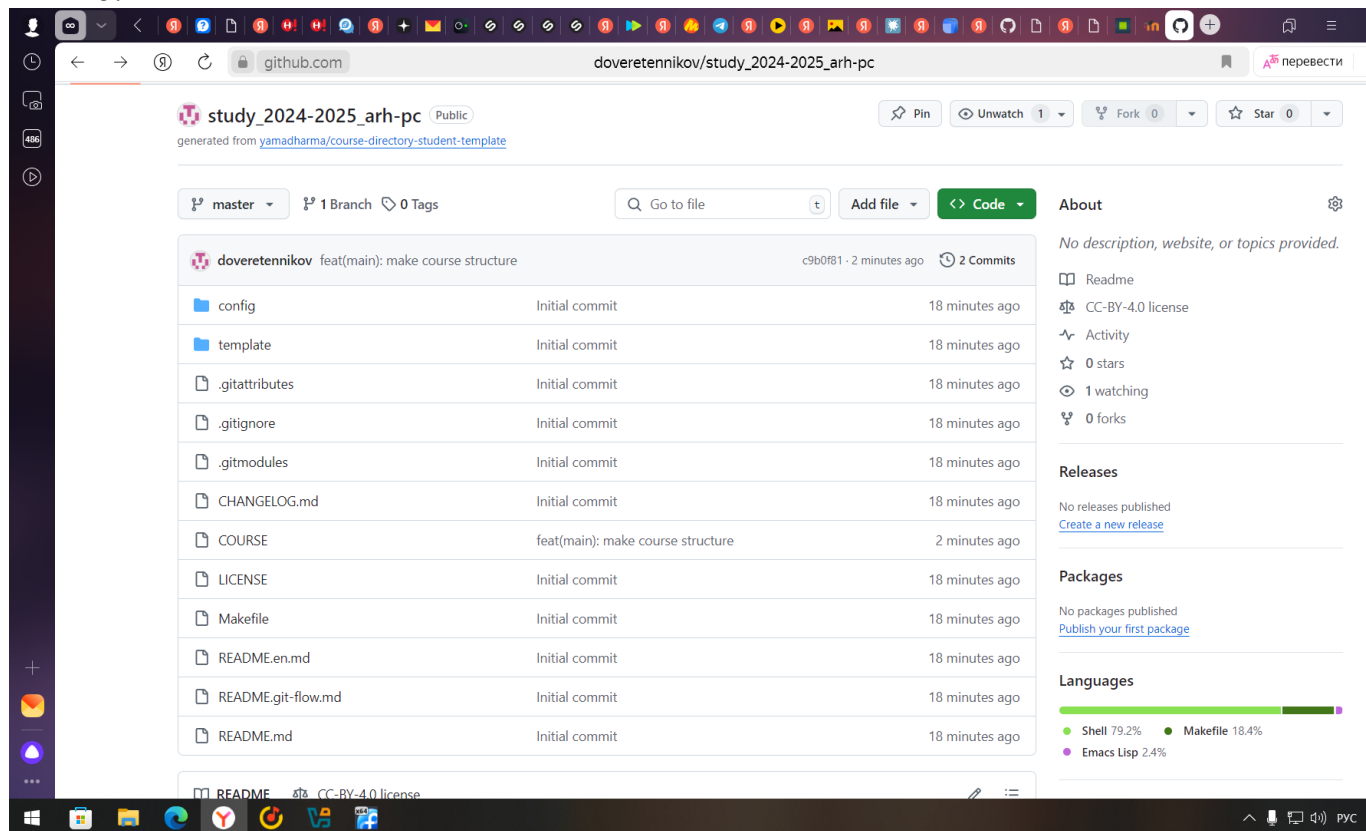 github.com
doveretennikov/study_2024-2025_arh-pc
перевести
486
study_2024-2025_arh-pc Public
Pin
Unwatch 1
Fork 0
Star 0
generated from yamadharma/course-directory-student-template
master
1 Branch
0 Tags
Go to file
t
Add file
<> Code
About
No description, website, or topics provided.
Readme
CC-BY-4.0 license
Activity
0 stars
1 watching
0 forks
doveretennikov feat(main): make course structure c9b0f81 · 2 minutes ago 2 Commits
config Initial commit 18 minutes ago
template Initial commit 18 minutes ago
.gitattributes Initial commit 18 minutes ago
.gitignore Initial commit 18 minutes ago
.gitmodules Initial commit 18 minutes ago
CHANGELOG.md Initial commit 18 minutes ago
COURSE feat(main): make course structure 2 minutes ago
LICENSE Initial commit 18 minutes ago
Makefile Initial commit 18 minutes ago
README.en.md Initial commit 18 minutes ago
README.git-flow.md Initial commit 18 minutes ago
README.md Initial commit 18 minutes ago
Releases
No releases published
Create a new release
Packages
No packages published
Publish your first package
Languages
Shell 79.2%
Makefile 18.4%
Emacs Lisp 2.4%
README
CC-BY-4.0 license
РУС